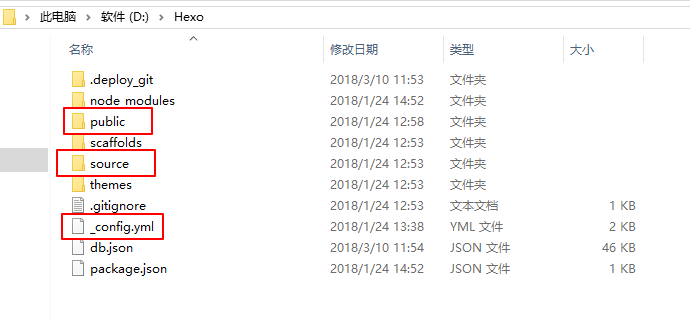 此电脑 > 软件 (D:) > Hexo
名称 修改日期 类型 大小
.deploy_git 2018/3/10 11:53 文件夹
node_modules 2018/1/24 14:52 文件夹
public 2018/1/24 12:58 文件夹
scaffolds 2018/1/24 12:53 文件夹
source 2018/1/24 12:53 文件夹
themes 2018/1/24 12:53 文件夹
.gitignore 2018/1/24 12:53 文本文档 1 KB
_config.yml 2018/1/24 13:38 YML 文件 2 KB
db.json 2018/3/10 11:54 JSON 文件 46 KB
package.json 2018/1/24 14:52 JSON 文件 1 KB